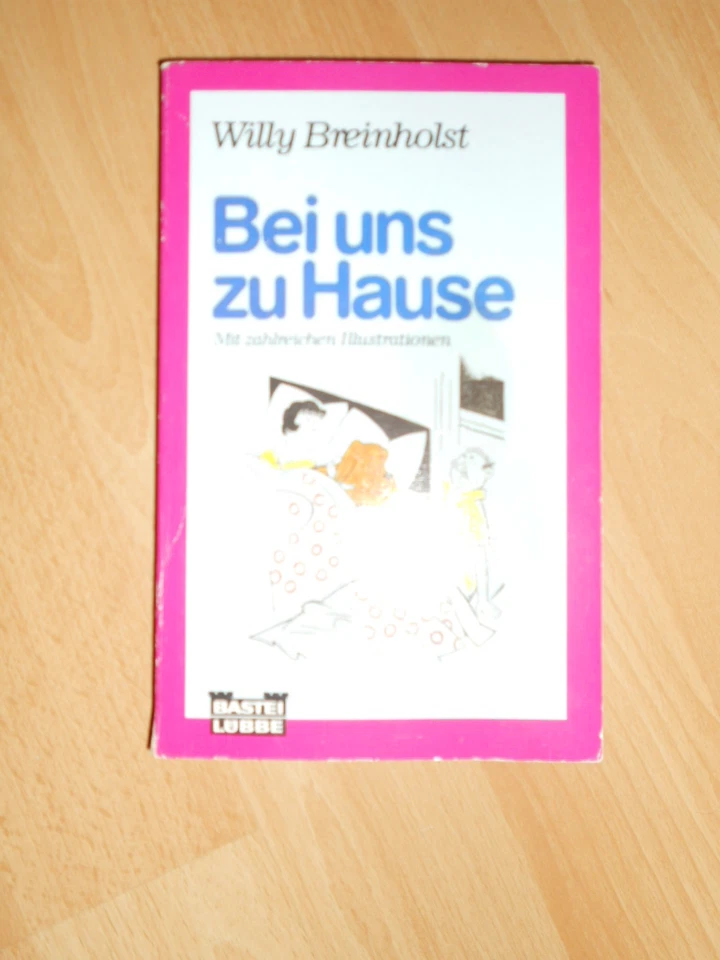 Willy Breinholst
Bei uns
zu Hause
Mit zahlreichen Illustrationen
BASTEI
LÜBBE